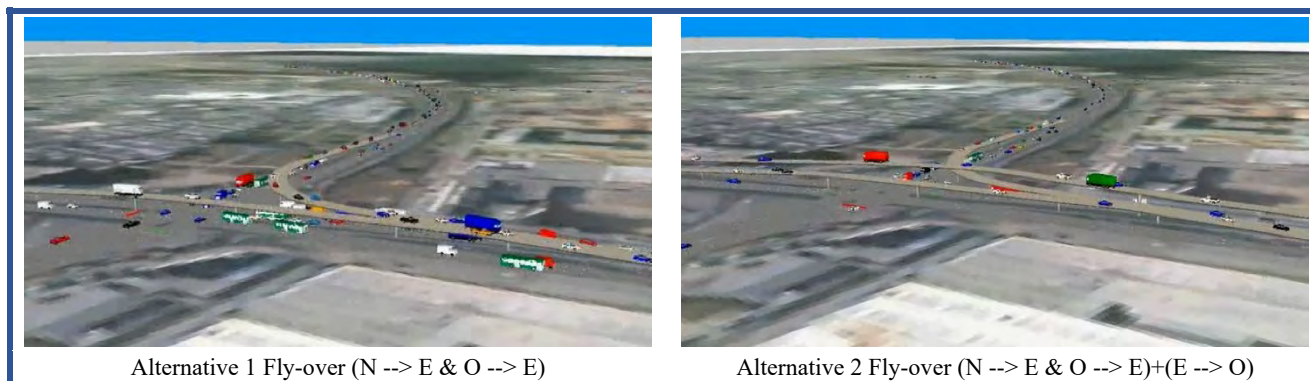 Alternative 1 Fly-over (N --> E & O --> E)
Alternative 2 Fly-over (N --> E & O --> E)+(E --> O)